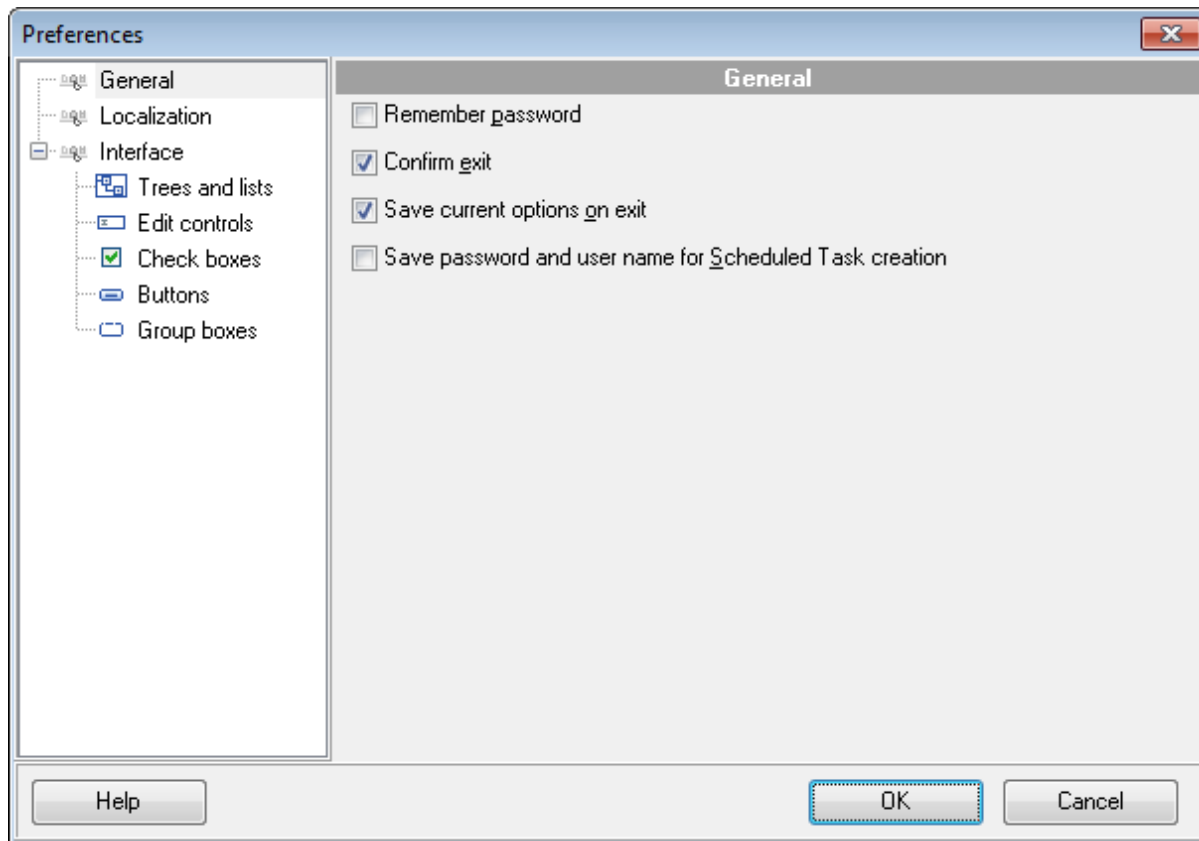 Preferences
General
Localization
Interface
Trees and lists
Edit controls
Check boxes
Buttons
Group boxes
General
Remember password
Confirm exit
Save current options on exit
Save password and user name for Scheduled Task creation
Help
OK
Cancel